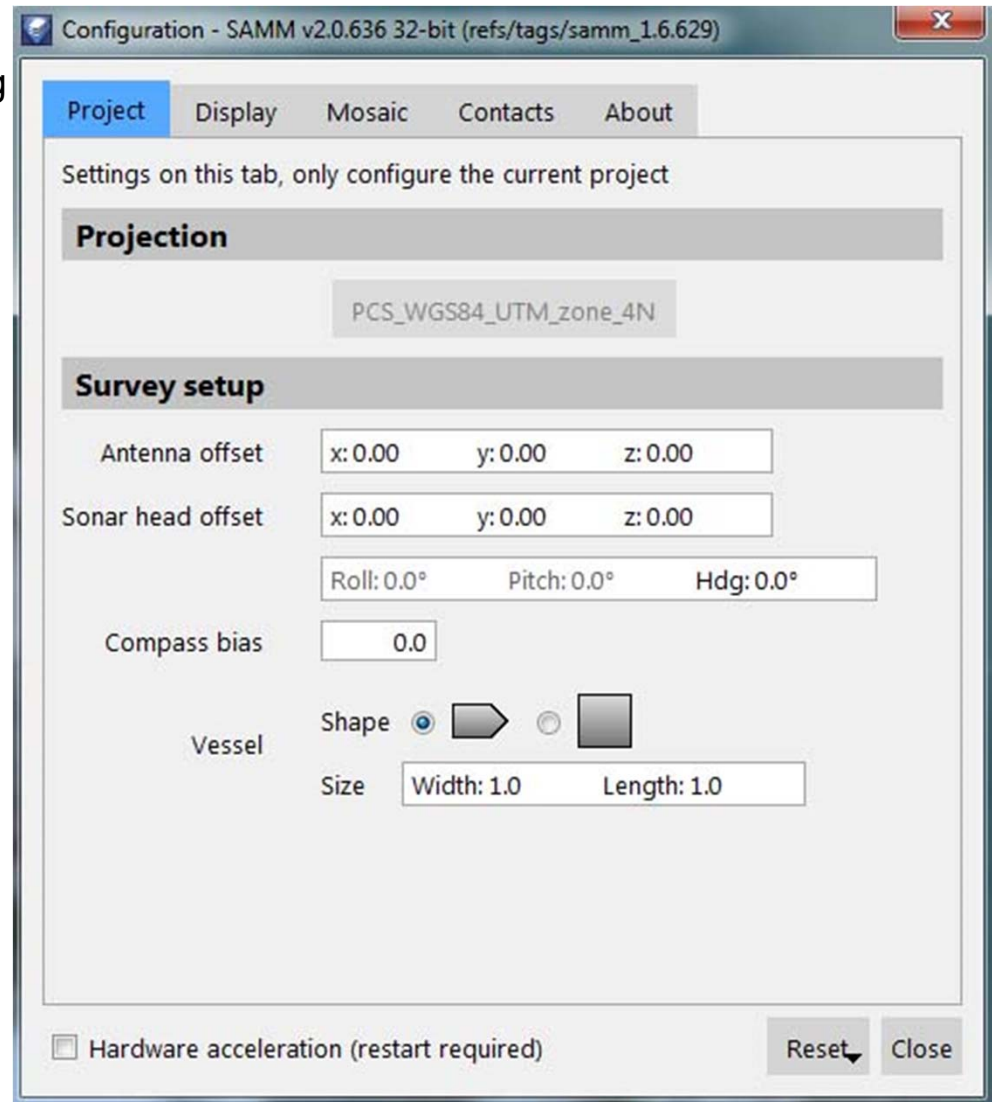 Configuration - SAMM v2.0.636 32-bit (refs/tags/samm_1.6.629)
g
Project Display Mosaic Contacts About
Settings on this tab, only configure the current project
Projection
PCS_WGS84_UTM_zone_4N
Survey setup
Antenna offset x: 0.00 y: 0.00 z: 0.00
Sonar head offset x: 0.00 y: 0.00 z: 0.00
Roll: 0.0° Pitch: 0.0° Hdg: 0.0°
Compass bias 0.0
Shape
Vessel
Size Width: 1.0 Length: 1.0
Hardware acceleration (restart required) Reset Close